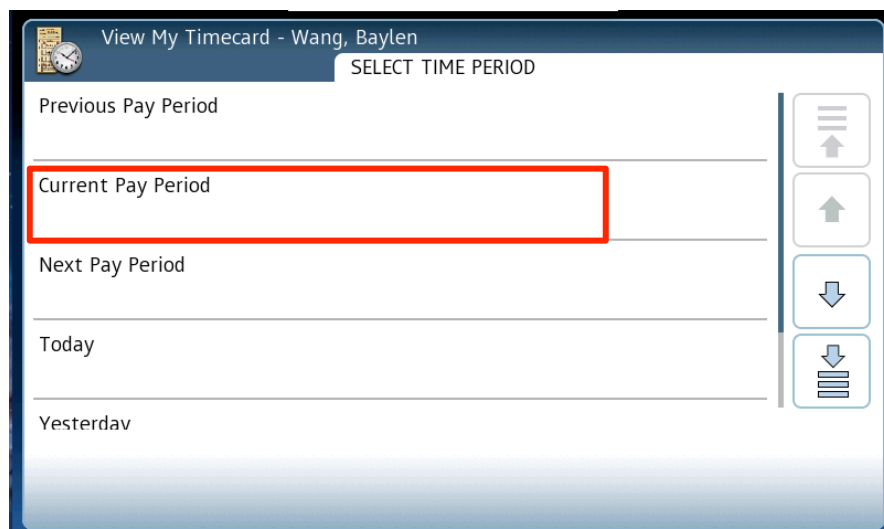 View My Timecard - Wang, Baylen
SELECT TIME PERIOD
Previous Pay Period
Current Pay Period
Next Pay Period
Today
Yesterday